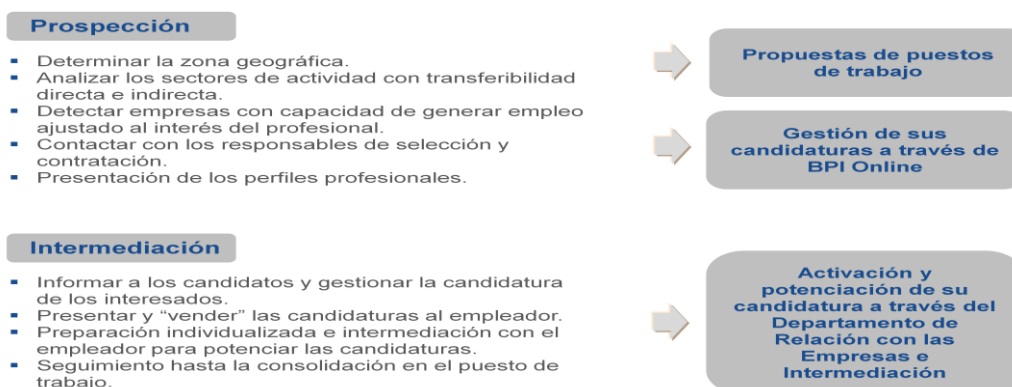 Prospección
▪ Determinar la zona geográfica.
▪ Analizar los sectores de actividad con transferibilidad
directa e indirecta.
▪ Detectar empresas con capacidad de generar empleo
ajustado al interés del profesional.
▪ Contactar con los responsables de selección y
contratación.
▪ Presentación de los perfiles profesionales.
Propuestas de puestos
de trabajo
Gestión de sus
candidaturas a través de
BPI Online
Intermediación
▪ Informar a los candidatos y gestionar la candidatura
de los interesados.
▪ Presentar y “vender” las candidaturas al empleador.
▪ Preparación individualizada e intermediación con el
empleador para potenciar las candidaturas.
▪ Seguimiento hasta la consolidación en el puesto de
trabajo.
Activación y
potenciación de su
candidatura a través del
Departamento de
Relación con las
Empresas e
Intermediación